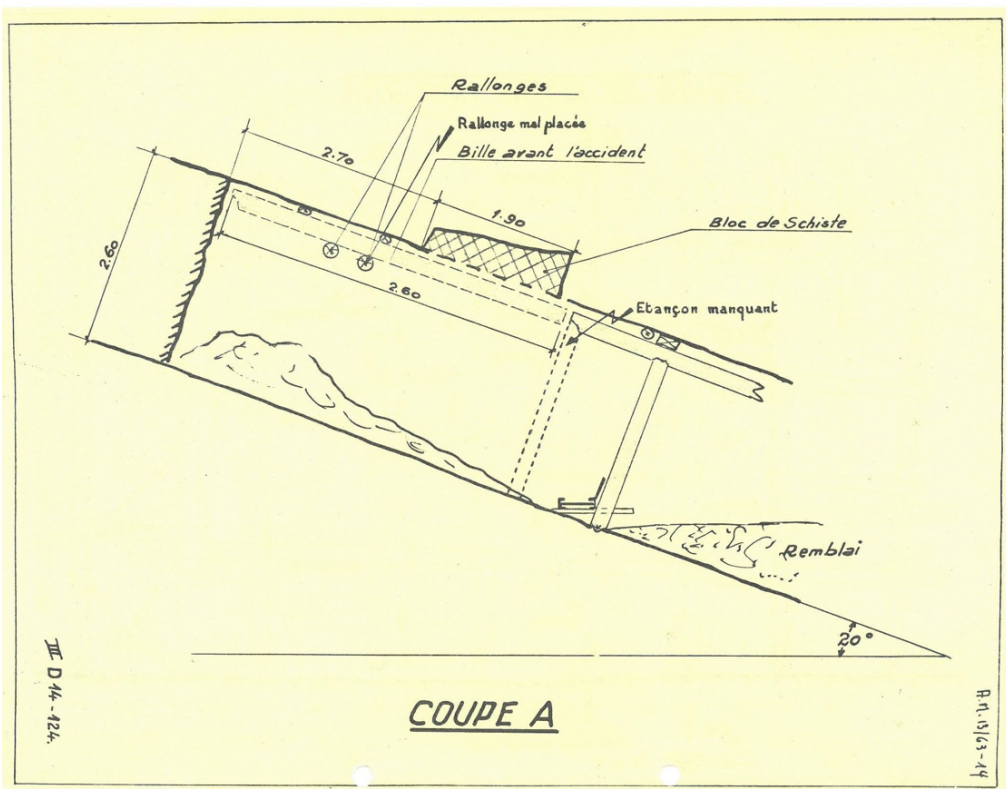 Rallonges
Rallonge mal placée
Bille avant l'accident
2.70
1.90
Bloc de Schiste
2.60
2.60
Etançon manquant
Remblai
20°
COUPE A
III D 14-124.
A.M.15/63-14